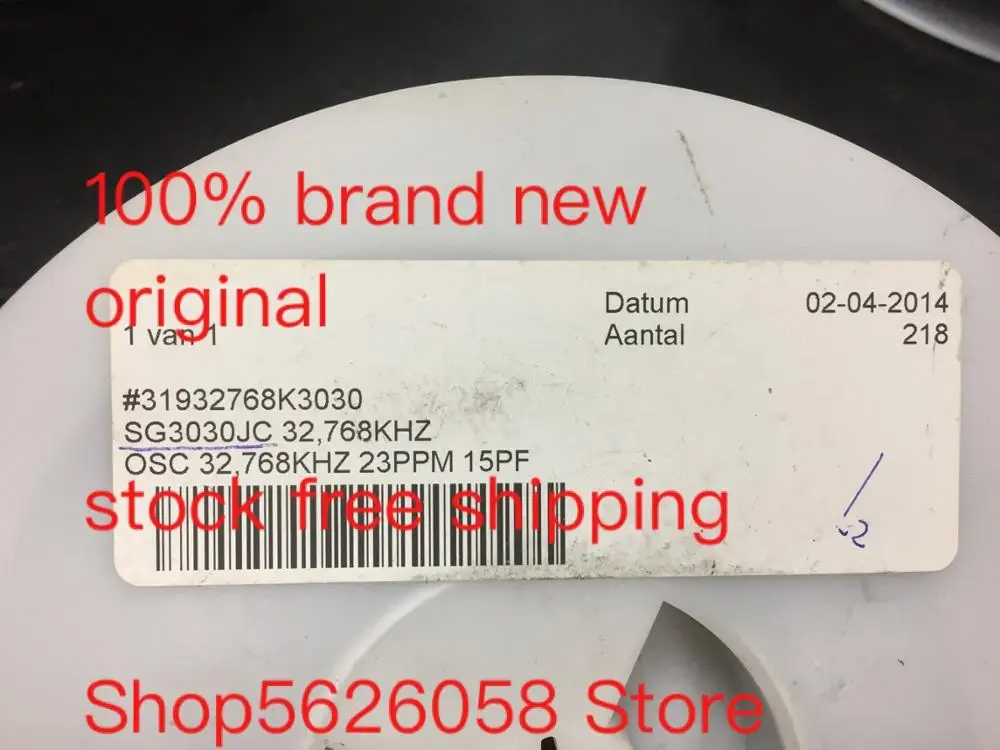 100% brand new
original
Datum 02-04-2014
1 van 1 Aantal 218
#31932768K3030
SG3030JC 32,768KHZ
OSC 32,768KHZ 23PPM 15PF
stock free shipping
-2
Shop5626058 Store